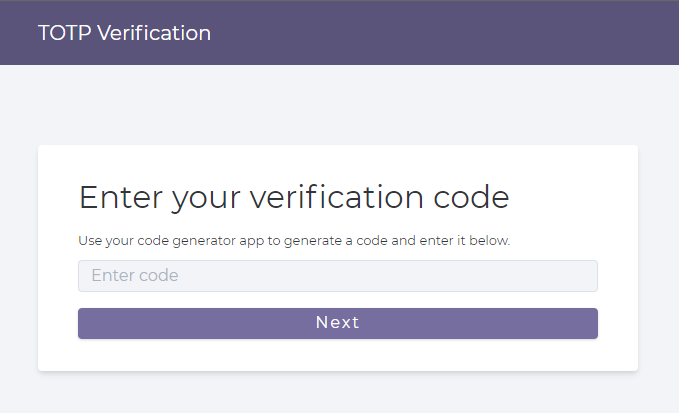 TOTP Verification
Enter your verification code
Use your code generator app to generate a code and enter it below.
Enter code
Next